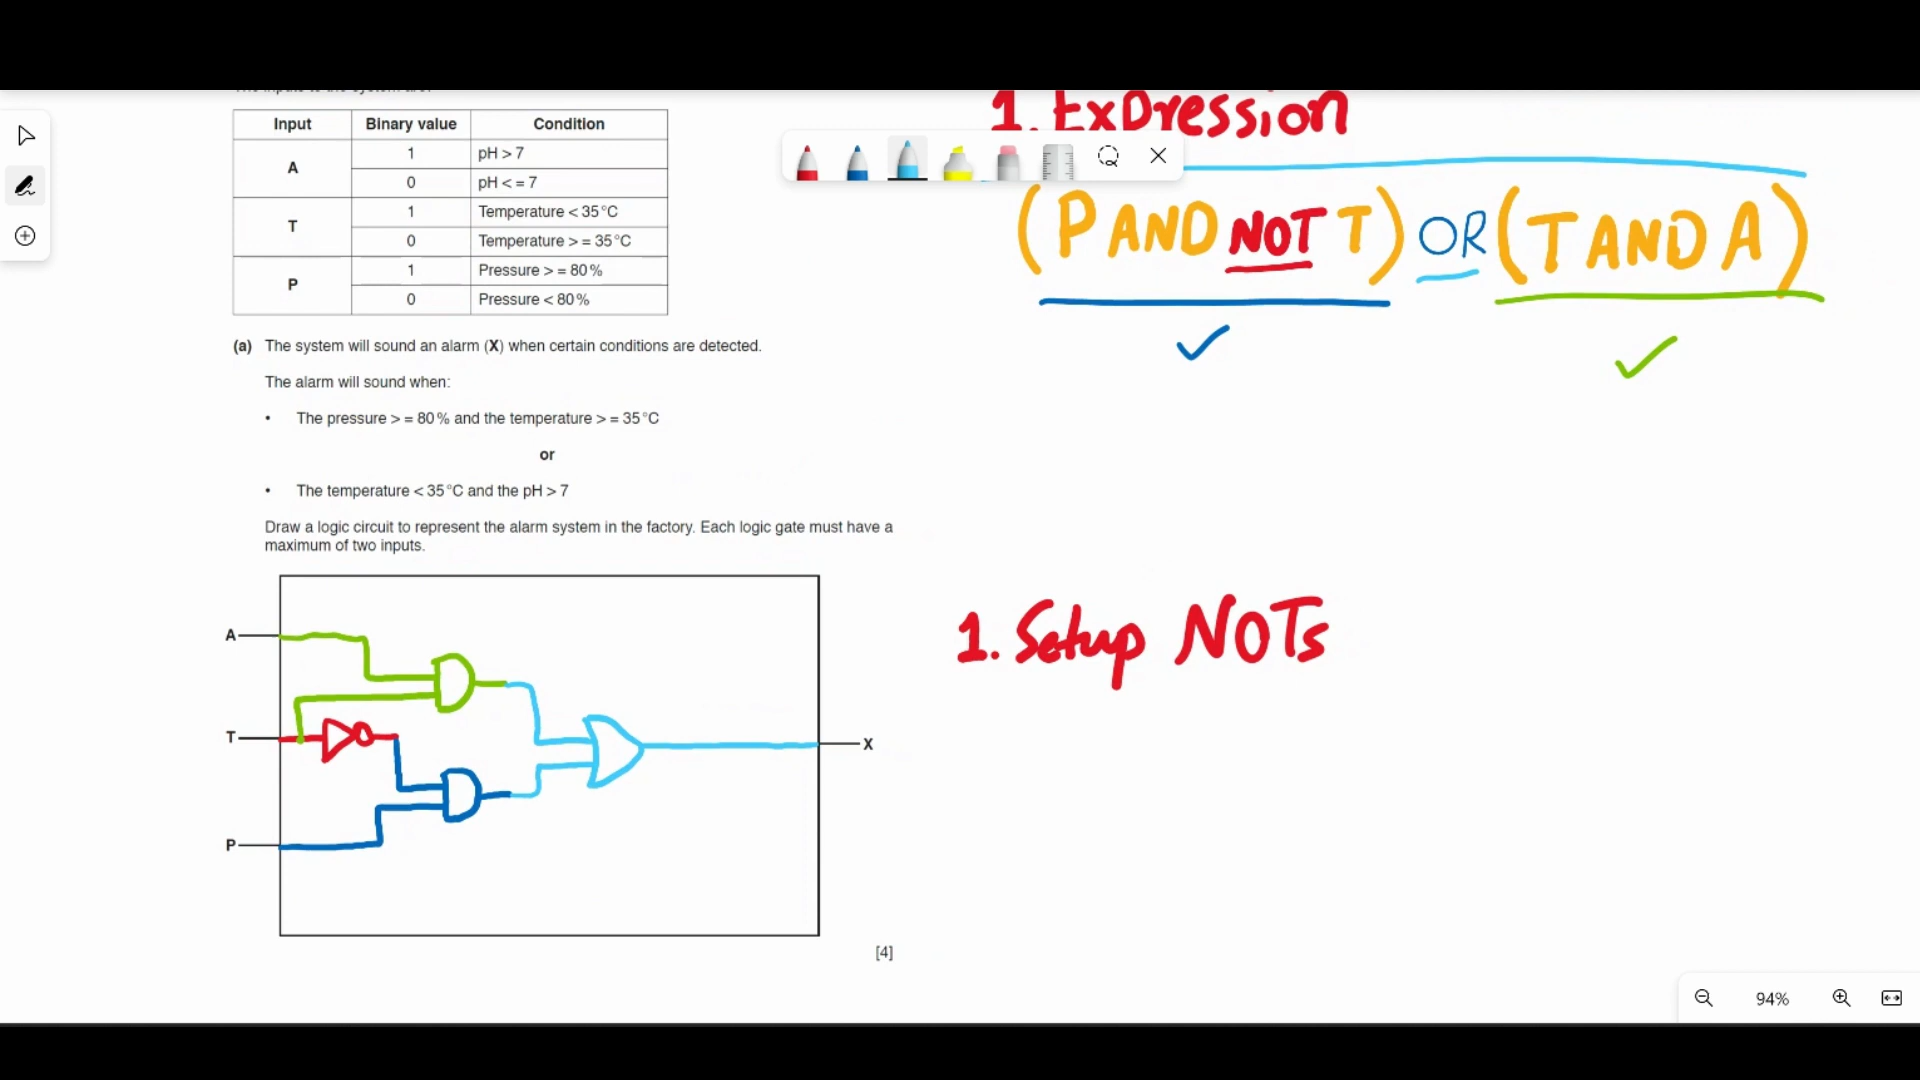 1. Expression
Input Binary value Condition
A 1 pH > 7
0 pH < = 7
T 1 Temperature < 35 °C
0 Temperature > = 35 °C
P 1 Pressure > = 80 %
0 Pressure < 80 %
(P AND NOT T) OR (T AND A)
(a) The system will sound an alarm (X) when certain conditions are detected.
The alarm will sound when:
• The pressure > = 80 % and the temperature > = 35 °C
or
• The temperature < 35 °C and the pH > 7
Draw a logic circuit to represent the alarm system in the factory. Each logic gate must have a
maximum of two inputs.
1. Setup NOTs
A
T
X
P
[4]
94%